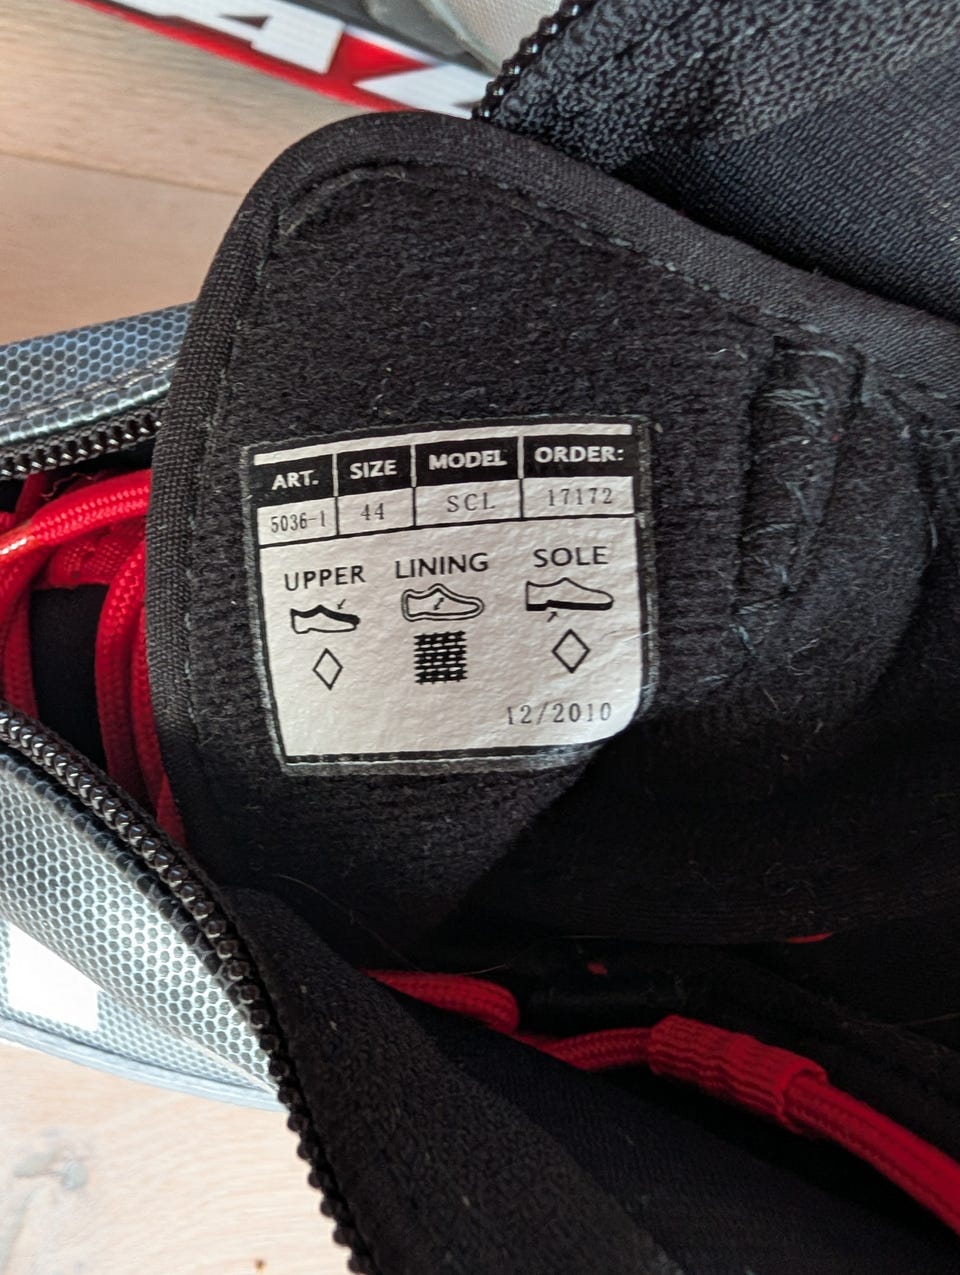 ART. SIZE MODEL ORDER:
5036-1 44 SCL 17172
UPPER LINING SOLE
12/2010